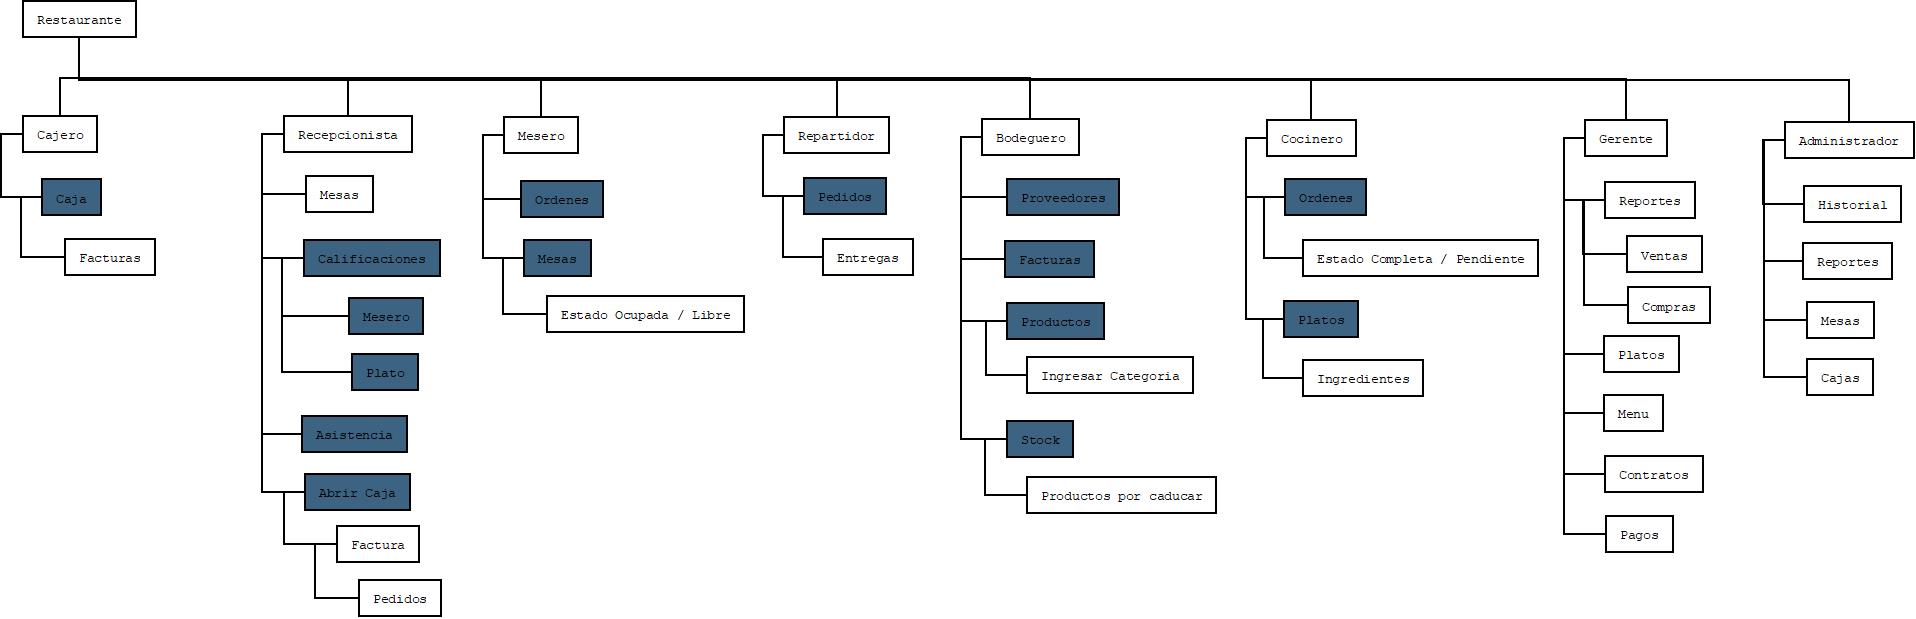 Restaurante
Cajero
Caja
Facturas
Recepcionista
Mesas
Calificaciones
Mesero
Plato
Asistencia
Abrir Caja
Factura
Pedidos
Mesero
Ordenes
Mesas
Estado Ocupada / Libre
Repartidor
Pedidos
Entregas
Bodeguero
Proveedores
Facturas
Productos
Ingresar Categoria
Stock
Productos por caducar
Cocinero
Ordenes
Estado Completa / Pendiente
Platos
Ingredientes
Gerente
Reportes
Ventas
Compras
Platos
Menu
Contratos
Pagos
Administrador
Historial
Reportes
Mesas
Cajas